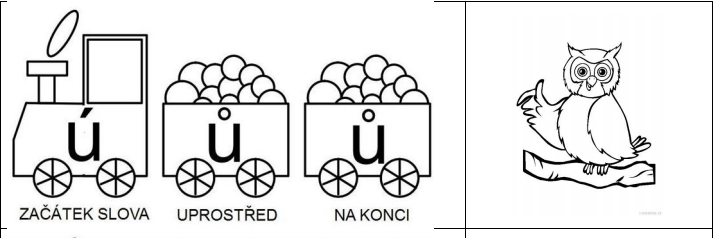 ú ů ů
ZAČÁTEK SLOVA UPROSTŘED NA KONCI